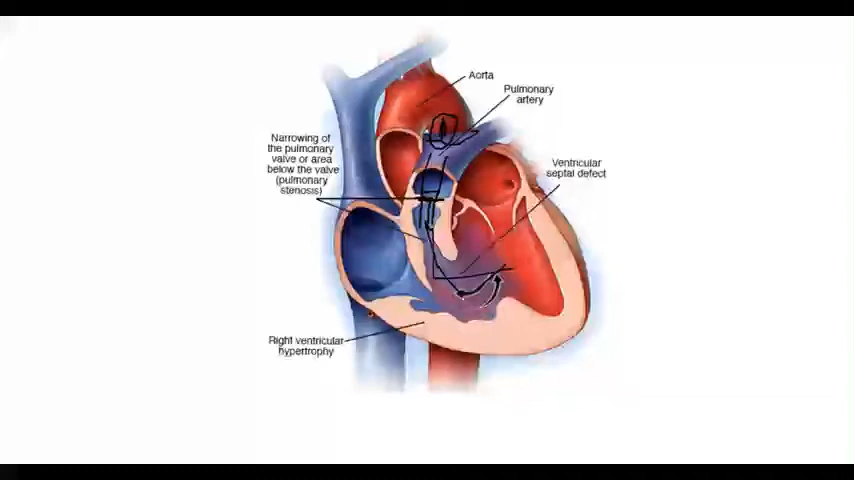 Aorta
Pulmonary
artery
Narrowing of
the pulmonary
valve or area
below the valve
(pulmonary
stenosis)
Ventricular
septal defect
Right ventricular
hypertrophy